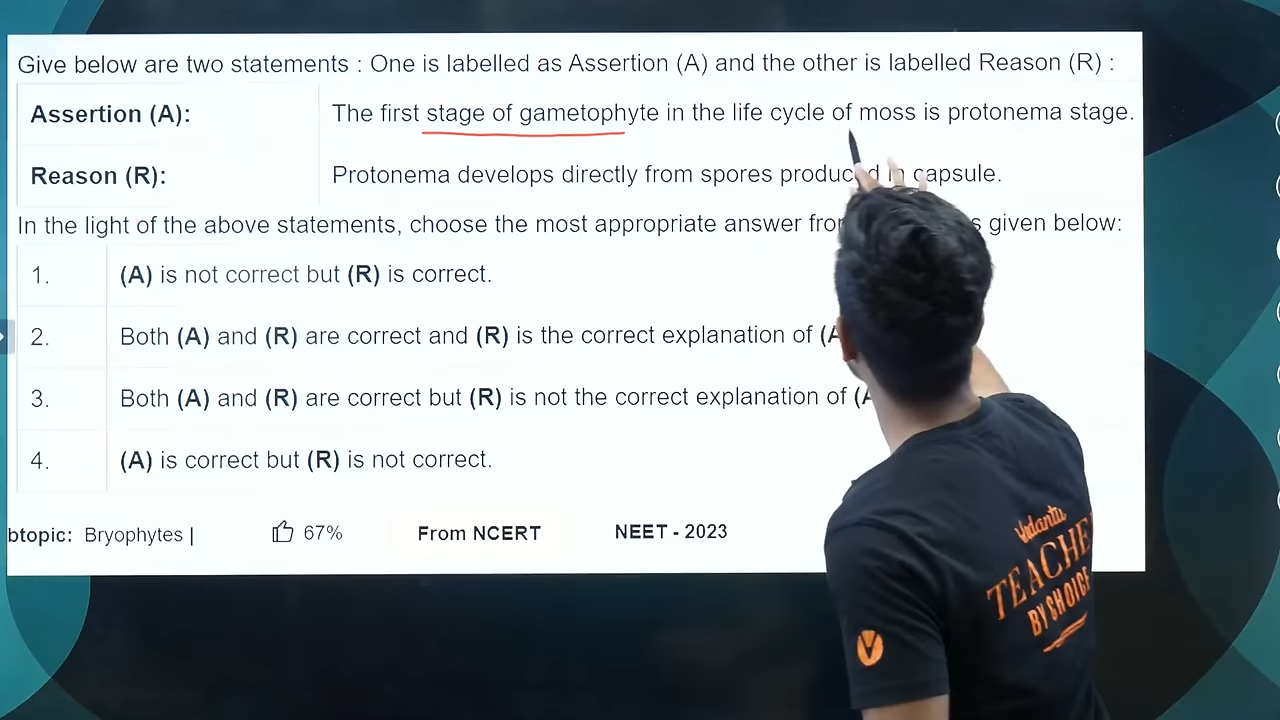 Give below are two statements : One is labelled as Assertion (A) and the other is labelled Reason (R) :
Assertion (A): The first stage of gametophyte in the life cycle of moss is protonema stage.
Reason (R): Protonema develops directly from spores produced in capsule.
In the light of the above statements, choose the most appropriate answer given below:
1. (A) is not correct but (R) is correct.
2. Both (A) and (R) are correct and (R) is the correct explanation of
3. Both (A) and (R) are correct but (R) is not the correct explanation of
4. (A) is correct but (R) is not correct.
btopic: Bryophytes | 67% From NCERT NEET - 2023
Vedantu
TEACHE
BY CHOICE